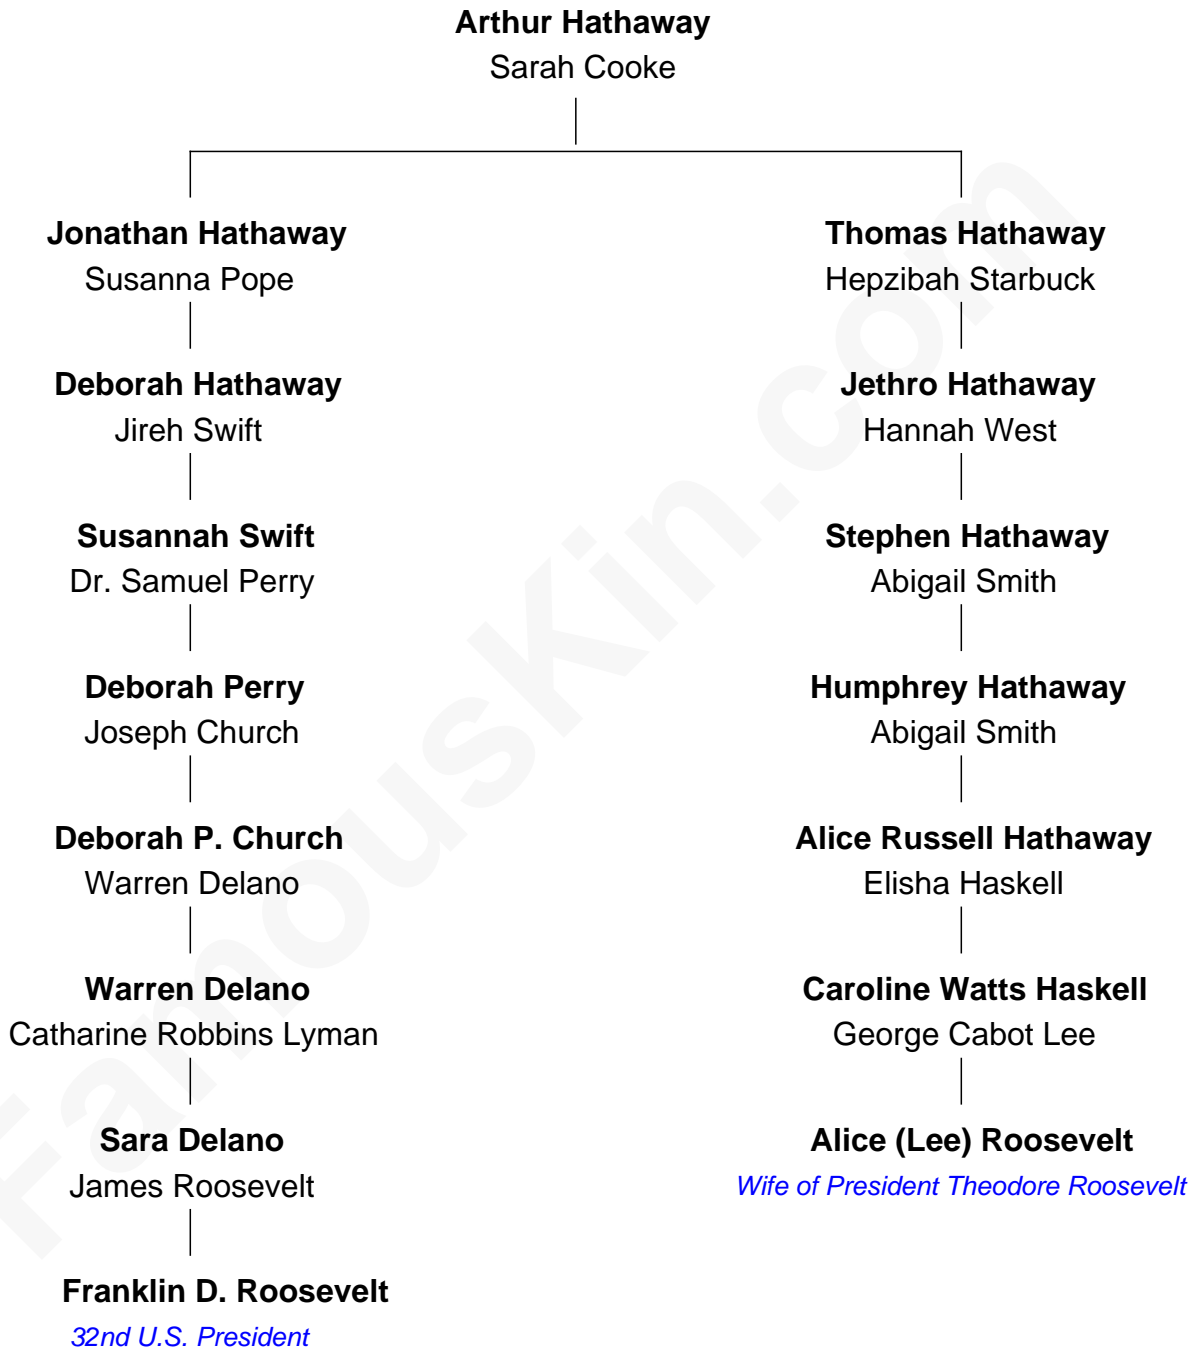 Arthur Hathaway
Sarah Cooke
Jonathan Hathaway
Susanna Pope
Deborah Hathaway
Jireh Swift
Susannah Swift
Dr. Samuel Perry
Deborah Perry
Joseph Church
Deborah P. Church
Warren Delano
Warren Delano
Catharine Robbins Lyman
Sara Delano
James Roosevelt
Franklin D. Roosevelt
32nd U.S. President
Thomas Hathaway
Hepzibah Starbuck
Jethro Hathaway
Hannah West
Stephen Hathaway
Abigail Smith
Humphrey Hathaway
Abigail Smith
Alice Russell Hathaway
Elisha Haskell
Caroline Watts Haskell
George Cabot Lee
Alice (Lee) Roosevelt
Wife of President Theodore Roosevelt
FamousKin.com